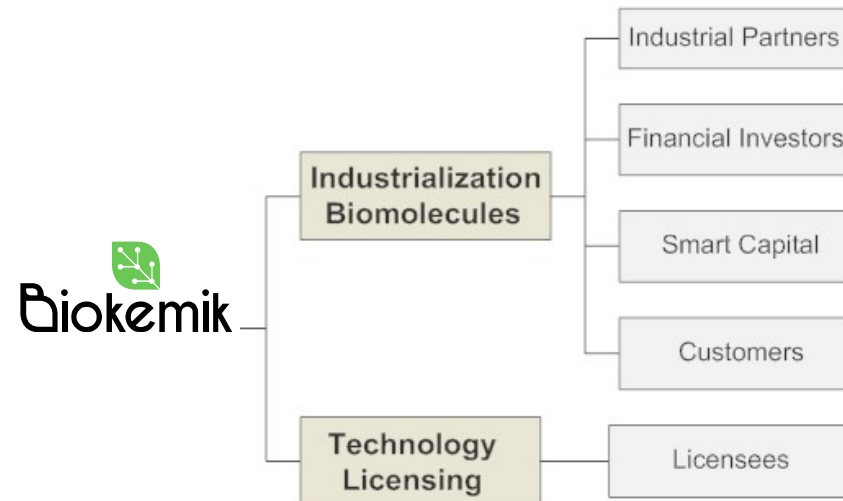 Biokemik
Industrialization
Biomolecules
Industrial Partners
Financial Investors
Smart Capital
Customers
Technology
Licensing
Licensees